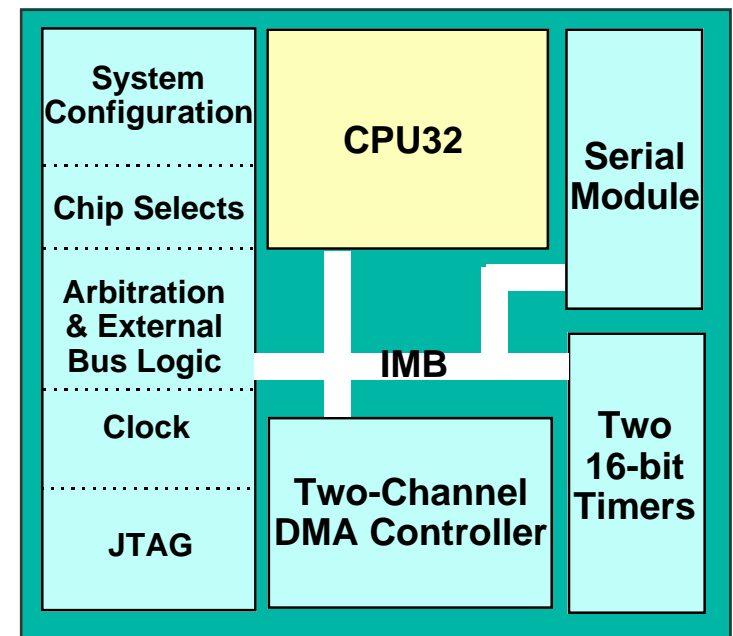 System
Configuration
Chip Selects
Arbitration
& External
Bus Logic
Clock
JTAG
CPU32
IMB
Two-Channel
DMA Controller
Serial
Module
Two
16-bit
Timers